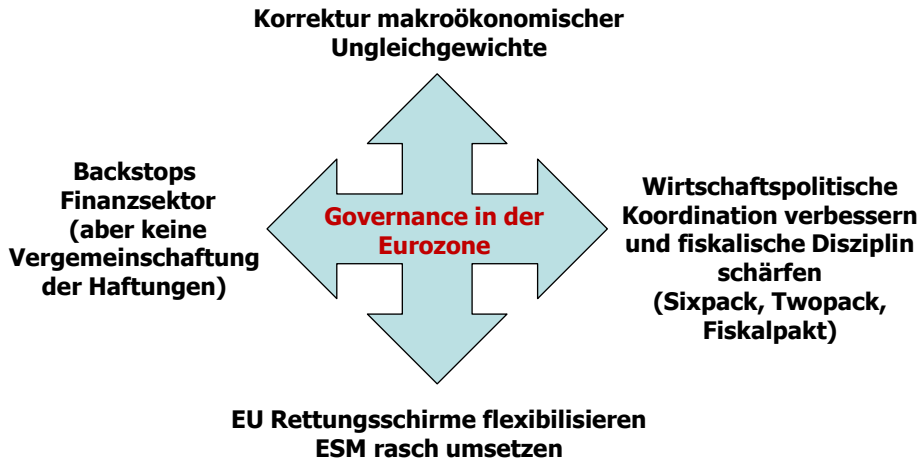 Korrektur makroökonomischer
Ungleichgewichte
Backstops
Finanzsektor
(aber keine
Vergemeinschaftung
der Haftungen)
Governance in der
Eurozone
Wirtschaftspolitische
Koordination verbessern
und fiskalische Disziplin
schärfen
(Sixpack, Twopack,
Fiskalpakt)
EU Rettungsschirme flexibilisieren
ESM rasch umsetzen